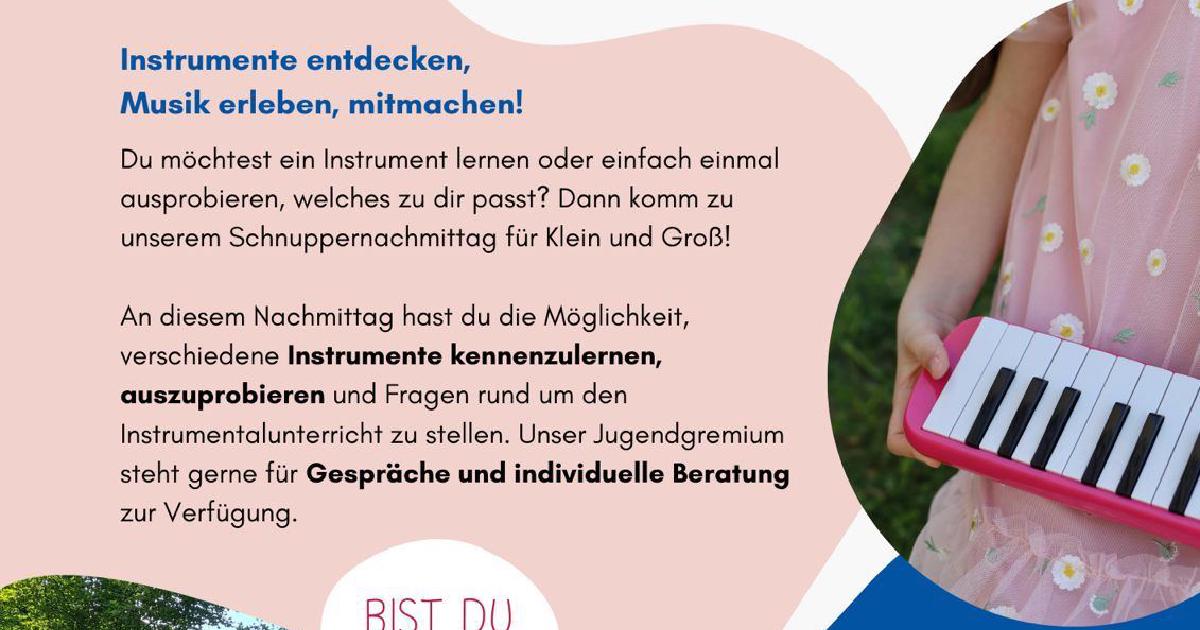 Instrumente entdecken,
Musik erleben, mitmachen!
Du möchtest ein Instrument lernen oder einfach einmal
ausprobieren, welches zu dir passt? Dann komm zu
unserem Schnuppernachmittag für Klein und Groß!
An diesem Nachmittag hast du die Möglichkeit,
verschiedene Instrumente kennenzulernen,
auszuprobieren und Fragen rund um den
Instrumentalunterricht zu stellen. Unser Jugendgremium
steht gerne für Gespräche und individuelle Beratung
zur Verfügung.
BIST DU